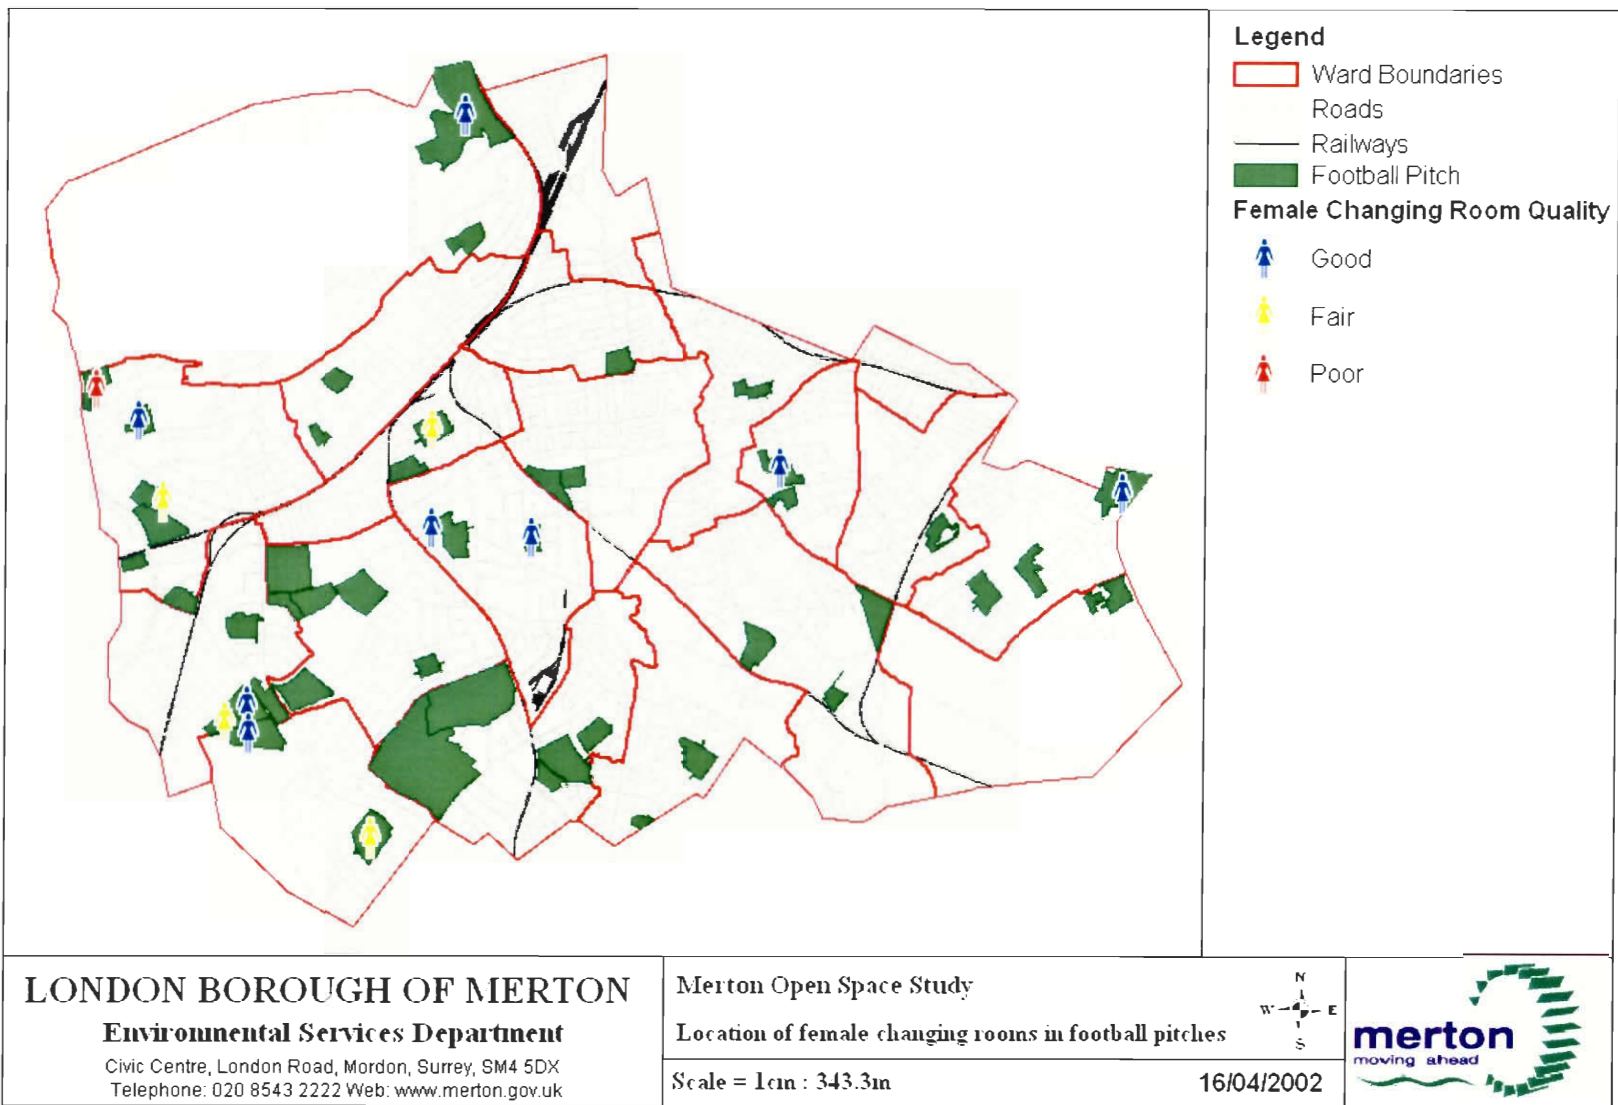 Legend
Ward Boundaries
Roads
Railways
Football Pitch
Female Changing Room Quality
Good
Fair
Poor
LONDON BOROUGH OF MERTON
Environmental Services Department
Civic Centre, London Road, Mordon, Surrey, SM4 5DX
Telephone: 020 8543 2222 Web: www.merton.gov.uk
Merton Open Space Study
Location of female changing rooms in football pitches
Scale = 1cm : 343.3m
16/04/2002
N
W E
S
merton
moving ahead